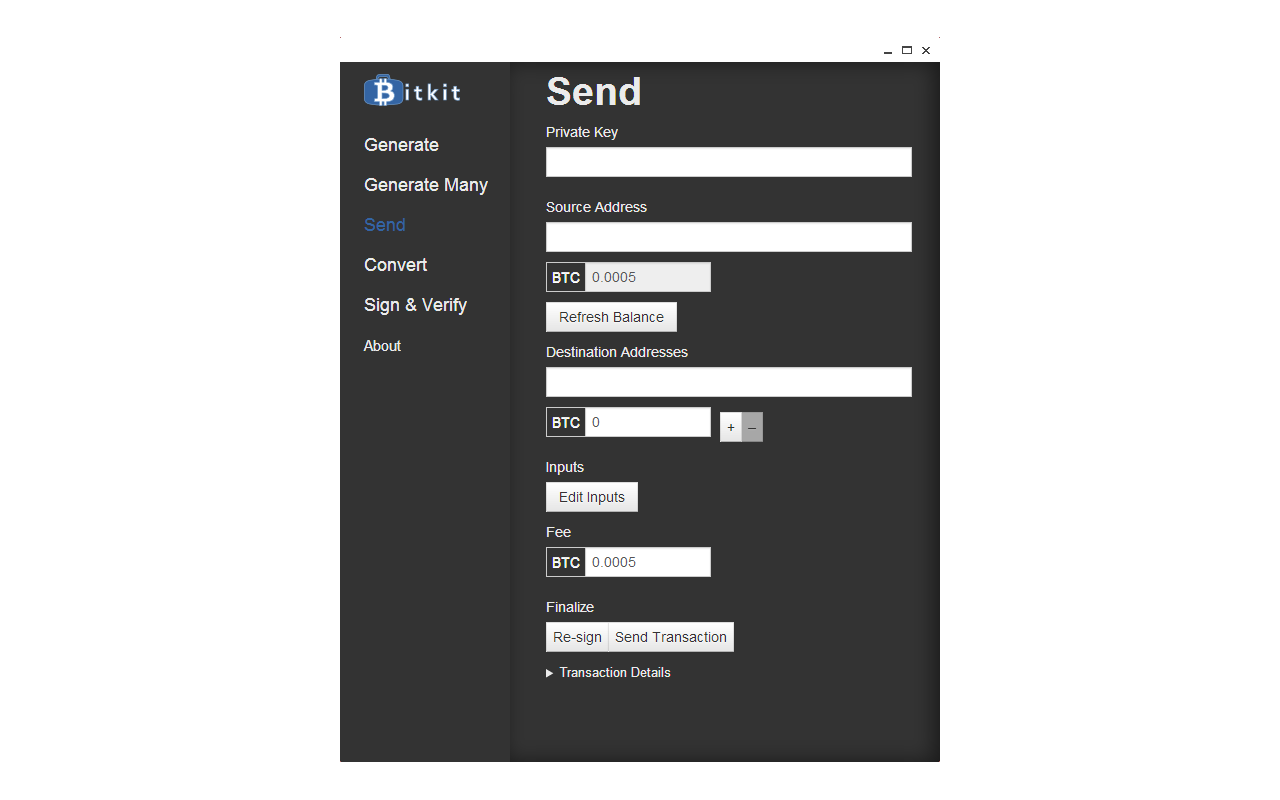 Bitkit
Generate
Generate Many
Send
Convert
Sign & Verify
About
Send
Private Key
Source Address
BTC 0.0005
Refresh Balance
Destination Addresses
BTC 0 + –
Inputs
Edit Inputs
Fee
BTC 0.0005
Finalize
Re-sign Send Transaction
Transaction Details